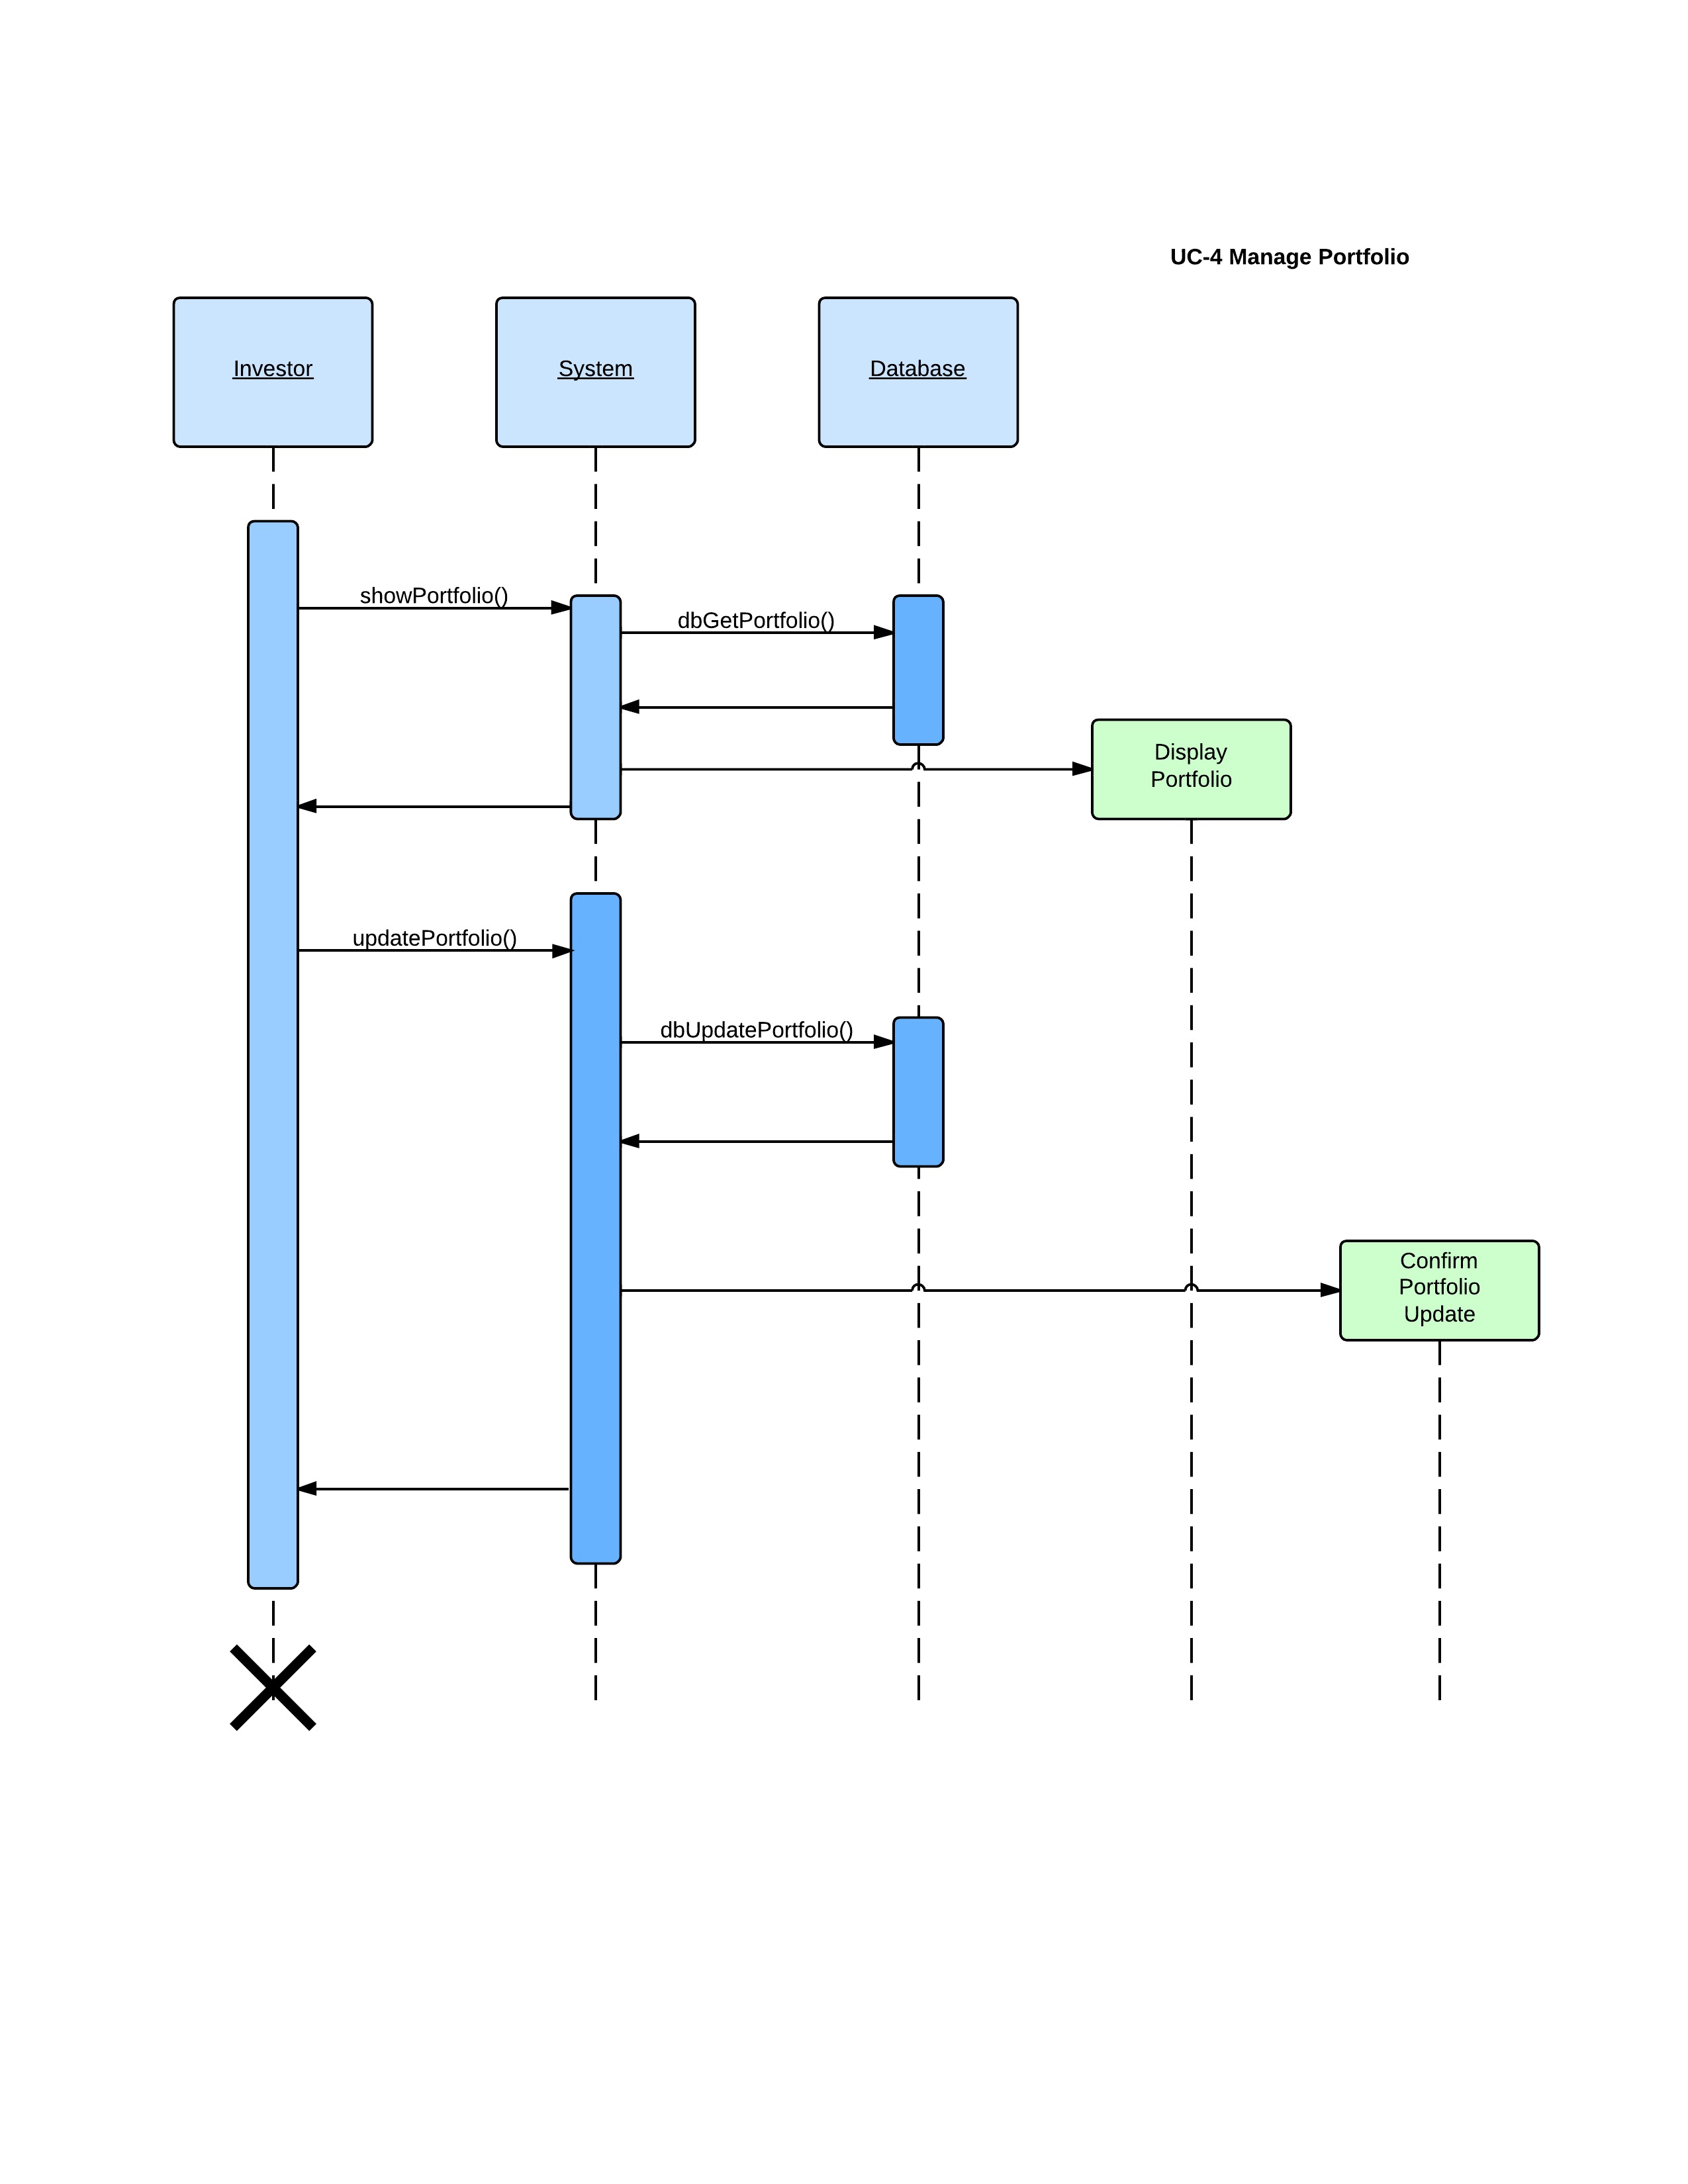 UC-4 Manage Portfolio
Investor
System
Database
showPortfolio()
dbGetPortfolio()
Display
Portfolio
updatePortfolio()
dbUpdatePortfolio()
Confirm
Portfolio
Update